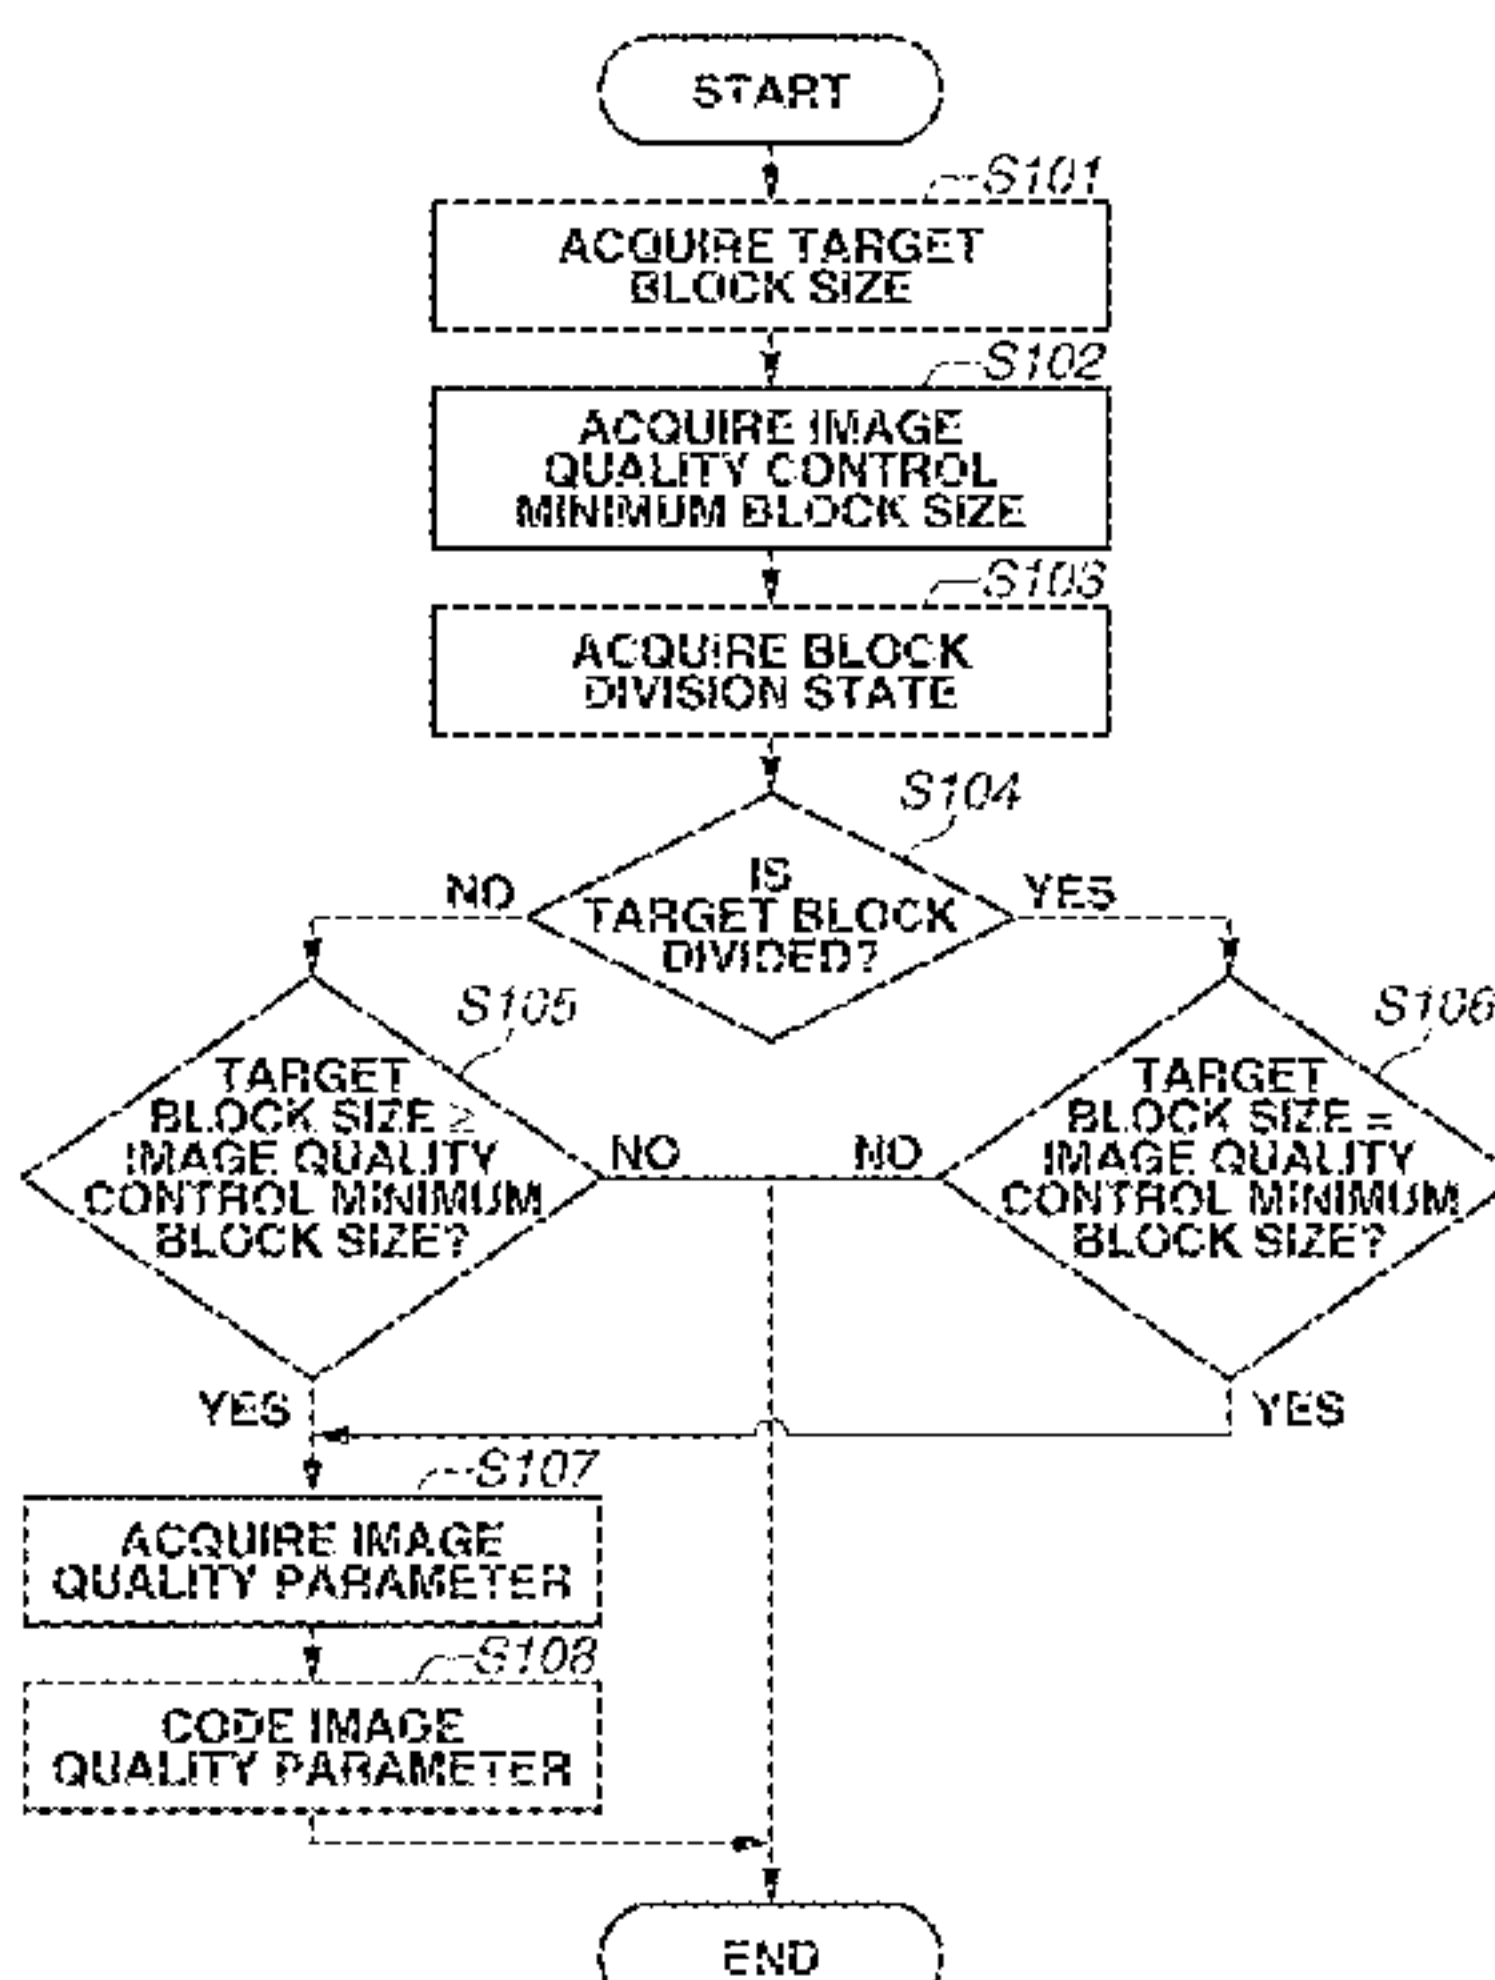 START
S101
ACQUIRE TARGET
BLOCK SIZE
S102
ACQUIRE IMAGE
QUALITY CONTROL
MINIMUM BLOCK SIZE
S103
ACQUIRE BLOCK
DIVISION STATE
S104
IS
TARGET BLOCK
DIVIDED?
NO
YES
S105
TARGET
BLOCK SIZE ≥
IMAGE QUALITY
CONTROL MINIMUM
BLOCK SIZE?
NO
YES
S106
TARGET
BLOCK SIZE =
IMAGE QUALITY
CONTROL MINIMUM
BLOCK SIZE?
NO
YES
S107
ACQUIRE IMAGE
QUALITY PARAMETER
S108
CODE IMAGE
QUALITY PARAMETER
END